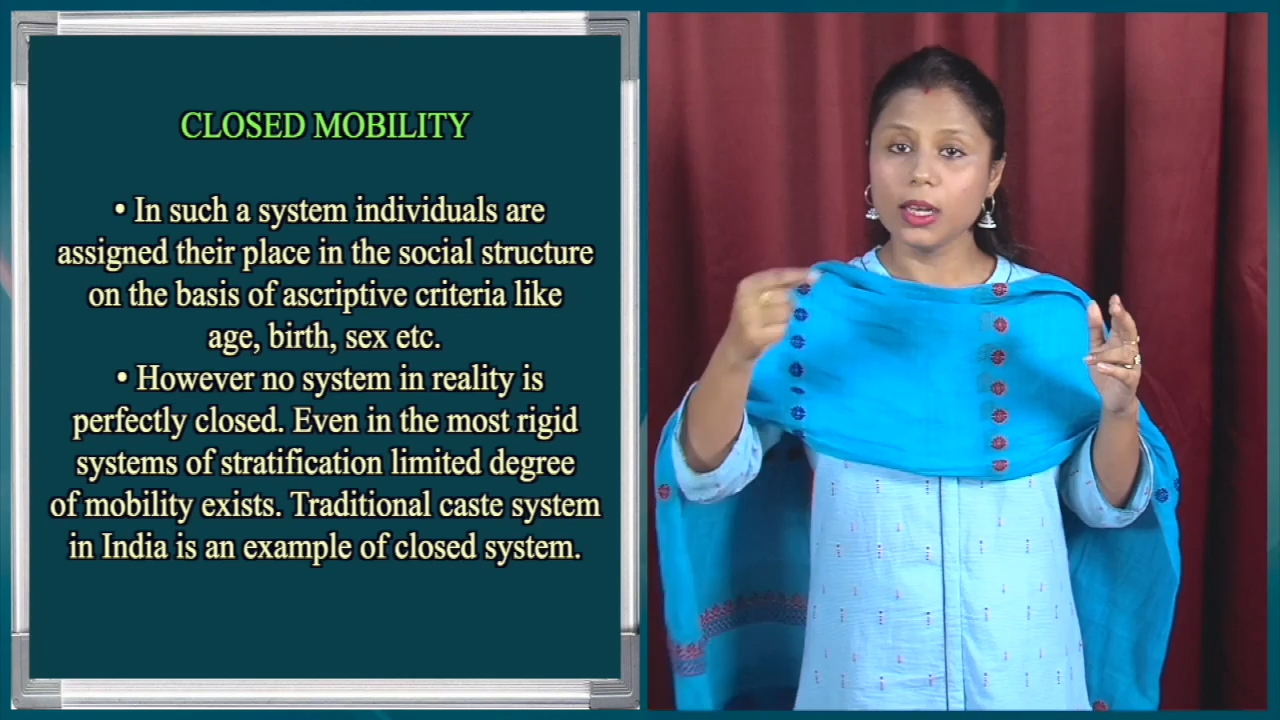 CLOSED MOBILITY
• In such a system individuals are
assigned their place in the social structure
on the basis of ascriptive criteria like
age, birth, sex etc.
• However no system in reality is
perfectly closed. Even in the most rigid
systems of stratification limited degree
of mobility exists. Traditional caste system
in India is an example of closed system.